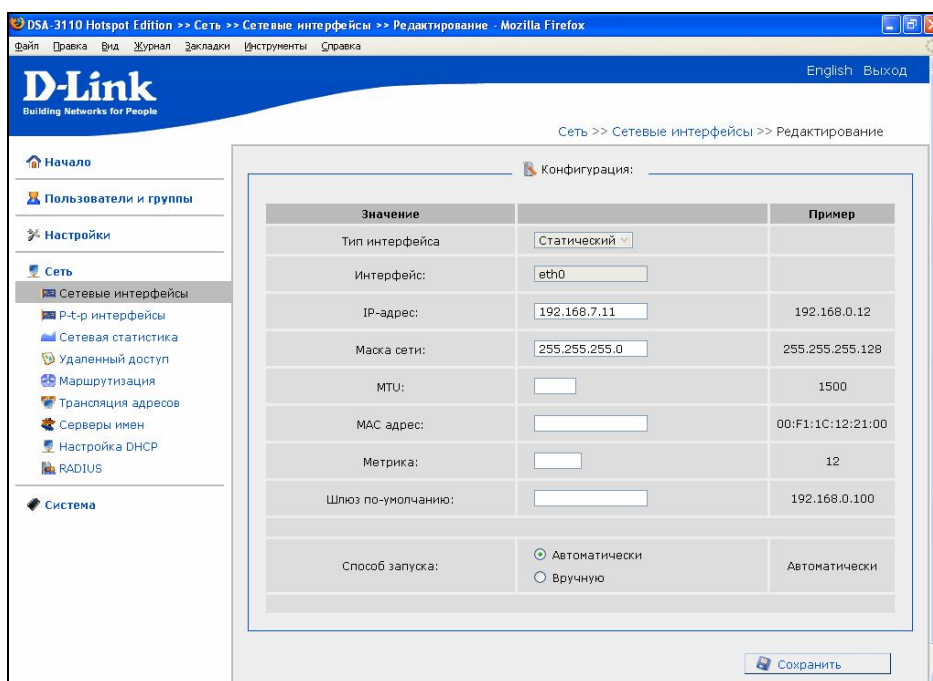 DSA-3110 Hotspot Edition >> Сеть >> Сетевые интерфейсы >> Редактирование - Mozilla Firefox
Файл Правка Вид Журнал Закладки Инструменты Справка
English Выход
D-Link
Building Networks for People
Сеть >> Сетевые интерфейсы >> Редактирование
Начало
Пользователи и группы
Настройки
Сеть
Сетевые интерфейсы
P-t-p интерфейсы
Сетевая статистика
Удаленный доступ
Маршрутизация
Трансляция адресов
Серверы имен
Настройка DHCP
RADIUS
Система
Конфигурация:
Значение Пример
Тип интерфейса Статический
Интерфейс: eth0
IP-адрес: 192.168.7.11 192.168.0.12
Маска сети: 255.255.255.0 255.255.255.128
MTU: 1500
MAC адрес: 00:F1:1C:12:21:00
Метрика: 12
Шлюз по-умолчанию: 192.168.0.100
Способ запуска: Автоматически Автоматически
Вручную
Сохранить